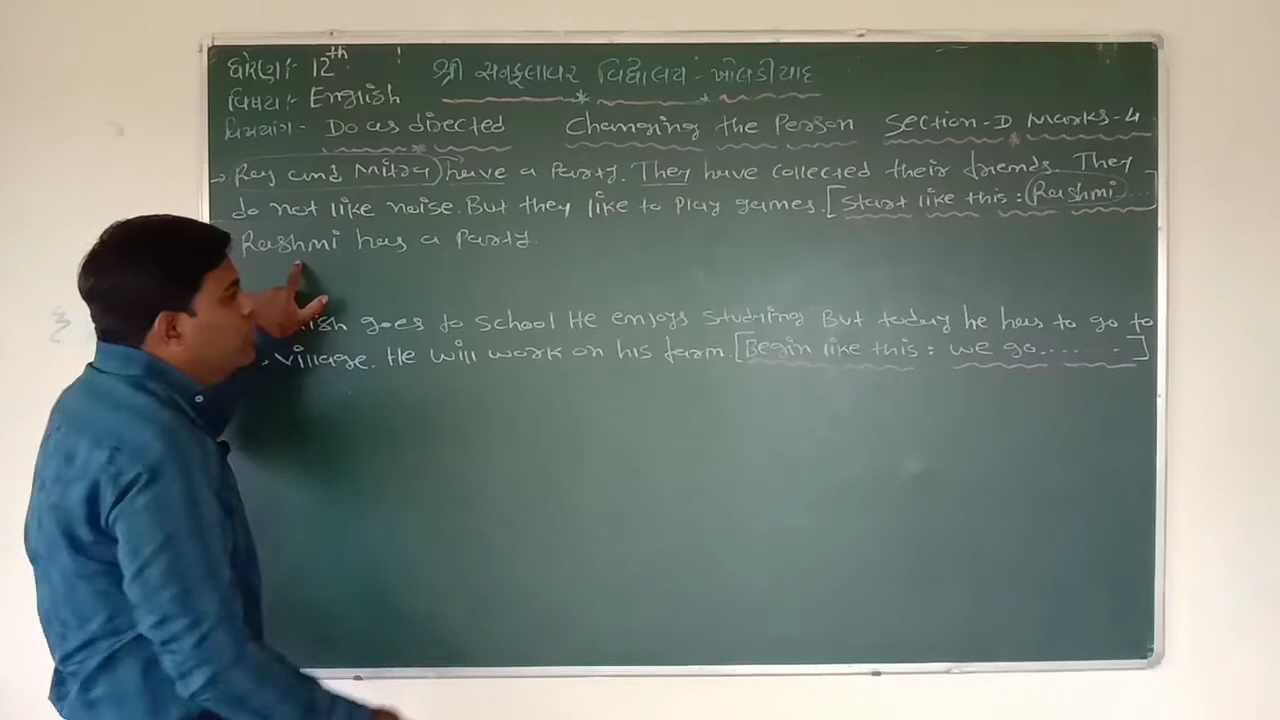 ધોરણ:- 12th
શ્રી સનફ્લાવર વિદ્યાલય:- ખોલડીયાદ
વિષય:- English
વિભાગ:- Do as directed Changing the Person Section-D Marks-4
→ Raj and Mitra have a Party. They have collected their friends. They
do not like noise. But they like to Play games. [Start like this : Rashmi ....]
Rashmi has a Party.
goes to School He enjoys Studying But today he has to go to
village. He will work on his farm. [Begin like this : we go..... .]